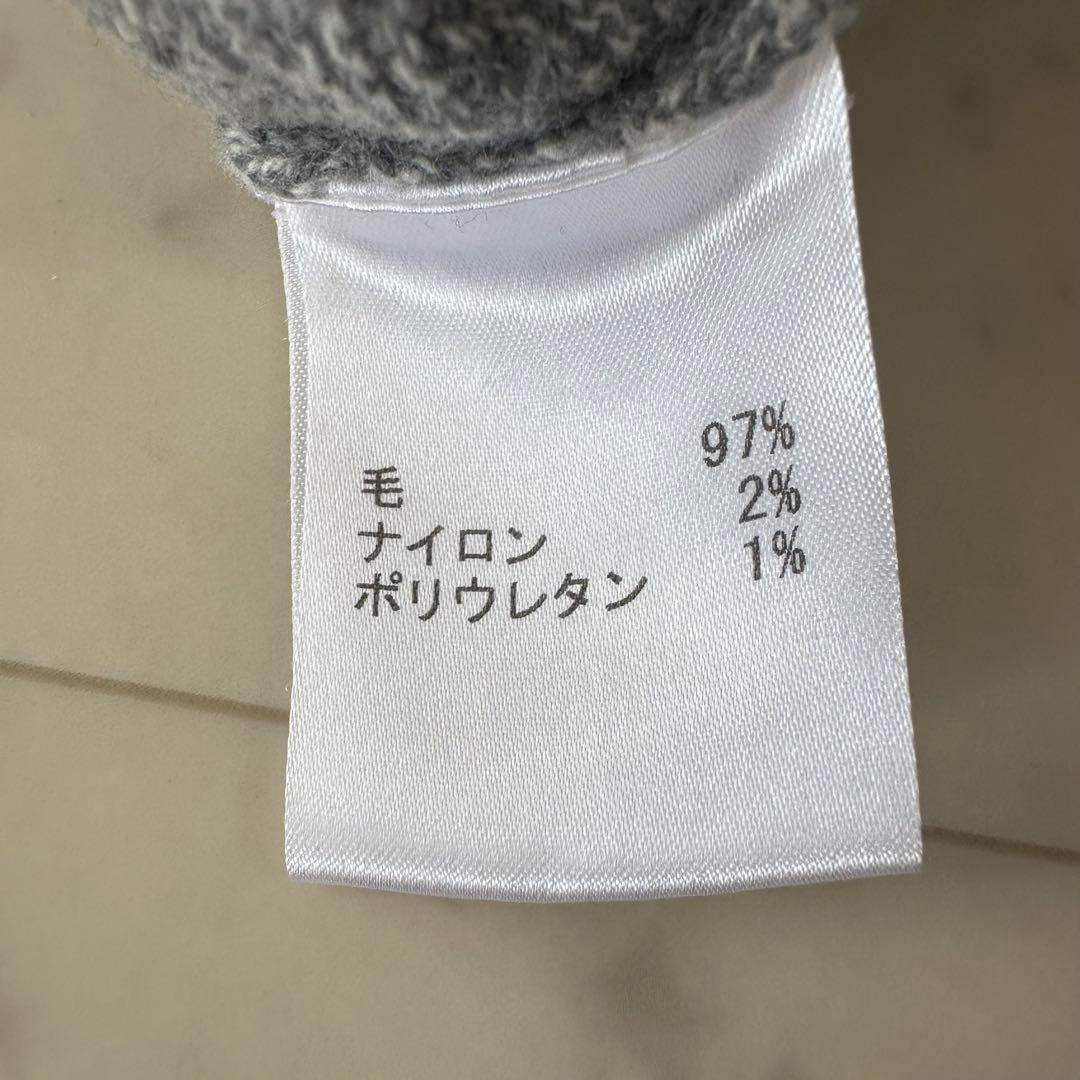 毛 97%
ナイロン 2%
ポリウレタン 1%